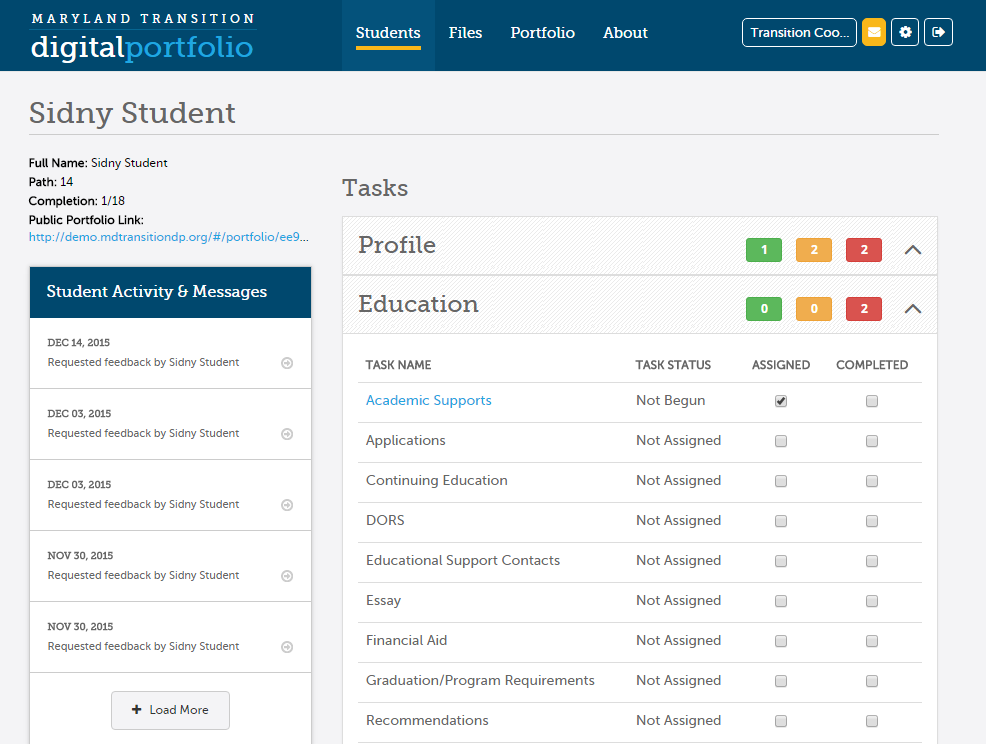 MARYLAND TRANSITION
digitalportfolio
Students Files Portfolio About
Transition Coo...
Sidny Student
Full Name: Sidny Student
Path: 14
Completion: 1/18
Public Portfolio Link:
http://demo.mdtransitiondp.org/#/portfolio/ee9...
Student Activity & Messages
DEC 14, 2015
Requested feedback by Sidny Student
DEC 03, 2015
Requested feedback by Sidny Student
DEC 03, 2015
Requested feedback by Sidny Student
NOV 30, 2015
Requested feedback by Sidny Student
NOV 30, 2015
Requested feedback by Sidny Student
Load More
Tasks
Profile 1 2 2
Education 0 0 2
TASK NAME TASK STATUS ASSIGNED COMPLETED
Academic Supports Not Begun
Applications Not Assigned
Continuing Education Not Assigned
DORS Not Assigned
Educational Support Contacts Not Assigned
Essay Not Assigned
Financial Aid Not Assigned
Graduation/Program Requirements Not Assigned
Recommendations Not Assigned